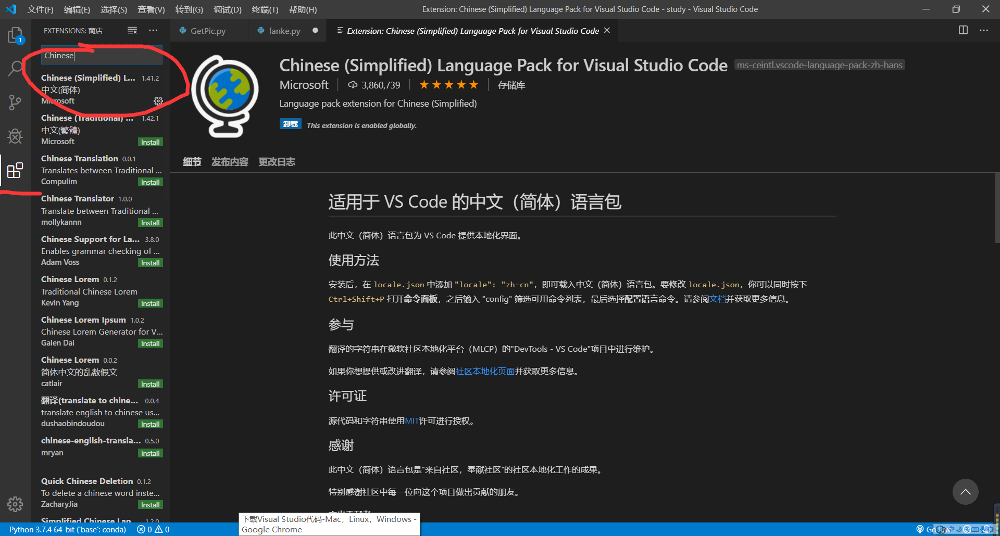 文件(F) 编辑(E) 选择(S) 查看(V) 转到(G) 调试(D) 终端(T) 帮助(H) Extension: Chinese (Simplified) Language Pack for Visual Studio Code - study - Visual Studio Code
EXTENSIONS: 商店
GetPic.py fanke.py Extension: Chinese (Simplified) Language Pack for Visual Studio Code
1
Chinese
Chinese (Simplified) L... 1.41.2
中文(简体)
Microsoft
Chinese (Traditional) ... 1.42.1
中文(繁體)
Microsoft Install
Chinese Translation 0.0.1
Translates between Traditional ...
Compulim Install
Chinese Translator 1.0.0
Translate between Traditional ...
mollykannn Install
Chinese Support for La... 3.8.0
Enables grammar checking of ...
Adam Voss Install
Chinese Lorem 0.1.2
Traditional Chinese Lorem
Kevin Yang Install
Chinese Lorem Ipsum 1.0.2
Chinese Lorem Generator for V...
Galen Dai Install
Chinese Lorem 0.0.2
简体中文的乱数假文
catlair Install
翻译(translate to chine... 0.0.4
translate english to chinese us...
dushaobindoudou Install
chinese-english-transla... 0.5.0
mryan Install
Quick Chinese Deletion 0.1.2
To delete a chinese word inste...
ZacharyJia Install
Simplified Chinese Lan 1.2.0
Chinese (Simplified) Language Pack for Visual Studio Code ms-ceintl.vscode-language-pack-zh-hans
Microsoft 3,860,739 ★★★★★ 存储库
Language pack extension for Chinese (Simplified)
卸载 This extension is enabled globally.
细节 发布内容 更改日志
适用于 VS Code 的中文（简体）语言包
此中文（简体）语言包为 VS Code 提供本地化界面。
使用方法
安装后，在 locale.json 中添加 "locale": "zh-cn"，即可载入中文（简体）语言包。要修改 locale.json，你可以同时按下
Ctrl+Shift+P 打开命令面板，之后输入 "config" 筛选可用命令列表，最后选择配置语言命令。请参阅文档并获取更多信息。
参与
翻译的字符串在微软社区本地化平台（MLCP）的"DevTools - VS Code"项目中进行维护。
如果你想提供或改进翻译，请参阅社区本地化页面并获取更多信息。
许可证
源代码和字符串使用MIT许可进行授权。
感谢
此中文（简体）语言包是“来自社区，奉献社区”的社区本地化工作的成果。
特别感谢社区中每一位向这个项目做出贡献的朋友。
下载Visual Studio代码-Mac，Linux，Windows -
Google Chrome
Python 3.7.4 64-bit ('base': conda) 0 0